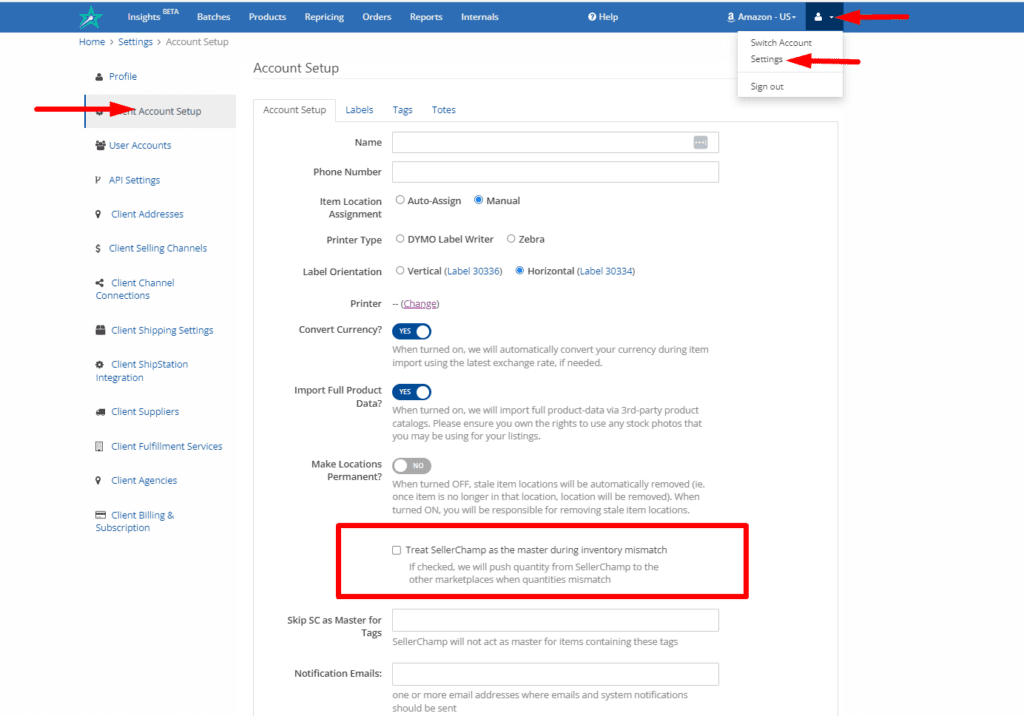 Insights BETA Batches Products Repricing Orders Reports Internals Help Amazon - US
Switch Account
Settings
Sign out
Home > Settings > Account Setup
Profile
Account Setup
User Accounts
API Settings
Client Addresses
Client Selling Channels
Client Channel
Connections
Client Shipping Settings
Client ShipStation
Integration
Client Suppliers
Client Fulfillment Services
Client Agencies
Client Billing &
Subscription
Account Setup
Account Setup Labels Tags Totes
Name
Phone Number
Item Location
Assignment
Auto-Assign Manual
Printer Type DYMO Label Writer Zebra
Label Orientation Vertical (Label 30336) Horizontal (Label 30334)
Printer -- (Change)
Convert Currency? YES
When turned on, we will automatically convert your currency during item
import using the latest exchange rate, if needed.
Import Full Product
Data?
YES
When turned on, we will import full product-data via 3rd-party product
catalogs. Please ensure you own the rights to use any stock photos that
you may be using for your listings.
Make Locations
Permanent?
NO
When turned OFF, stale item locations will be automatically removed (ie.
once item is no longer in that location, location will be removed). When
turned ON, you will be responsible for removing stale item locations.
Treat SellerChamp as the master during inventory mismatch
If checked, we will push quantity from SellerChamp to the
other marketplaces when quantities mismatch
Skip SC as Master for
Tags
SellerChamp will not act as master for items containing these tags
Notification Emails:
one or more email addresses where emails and system notifications
should be sent